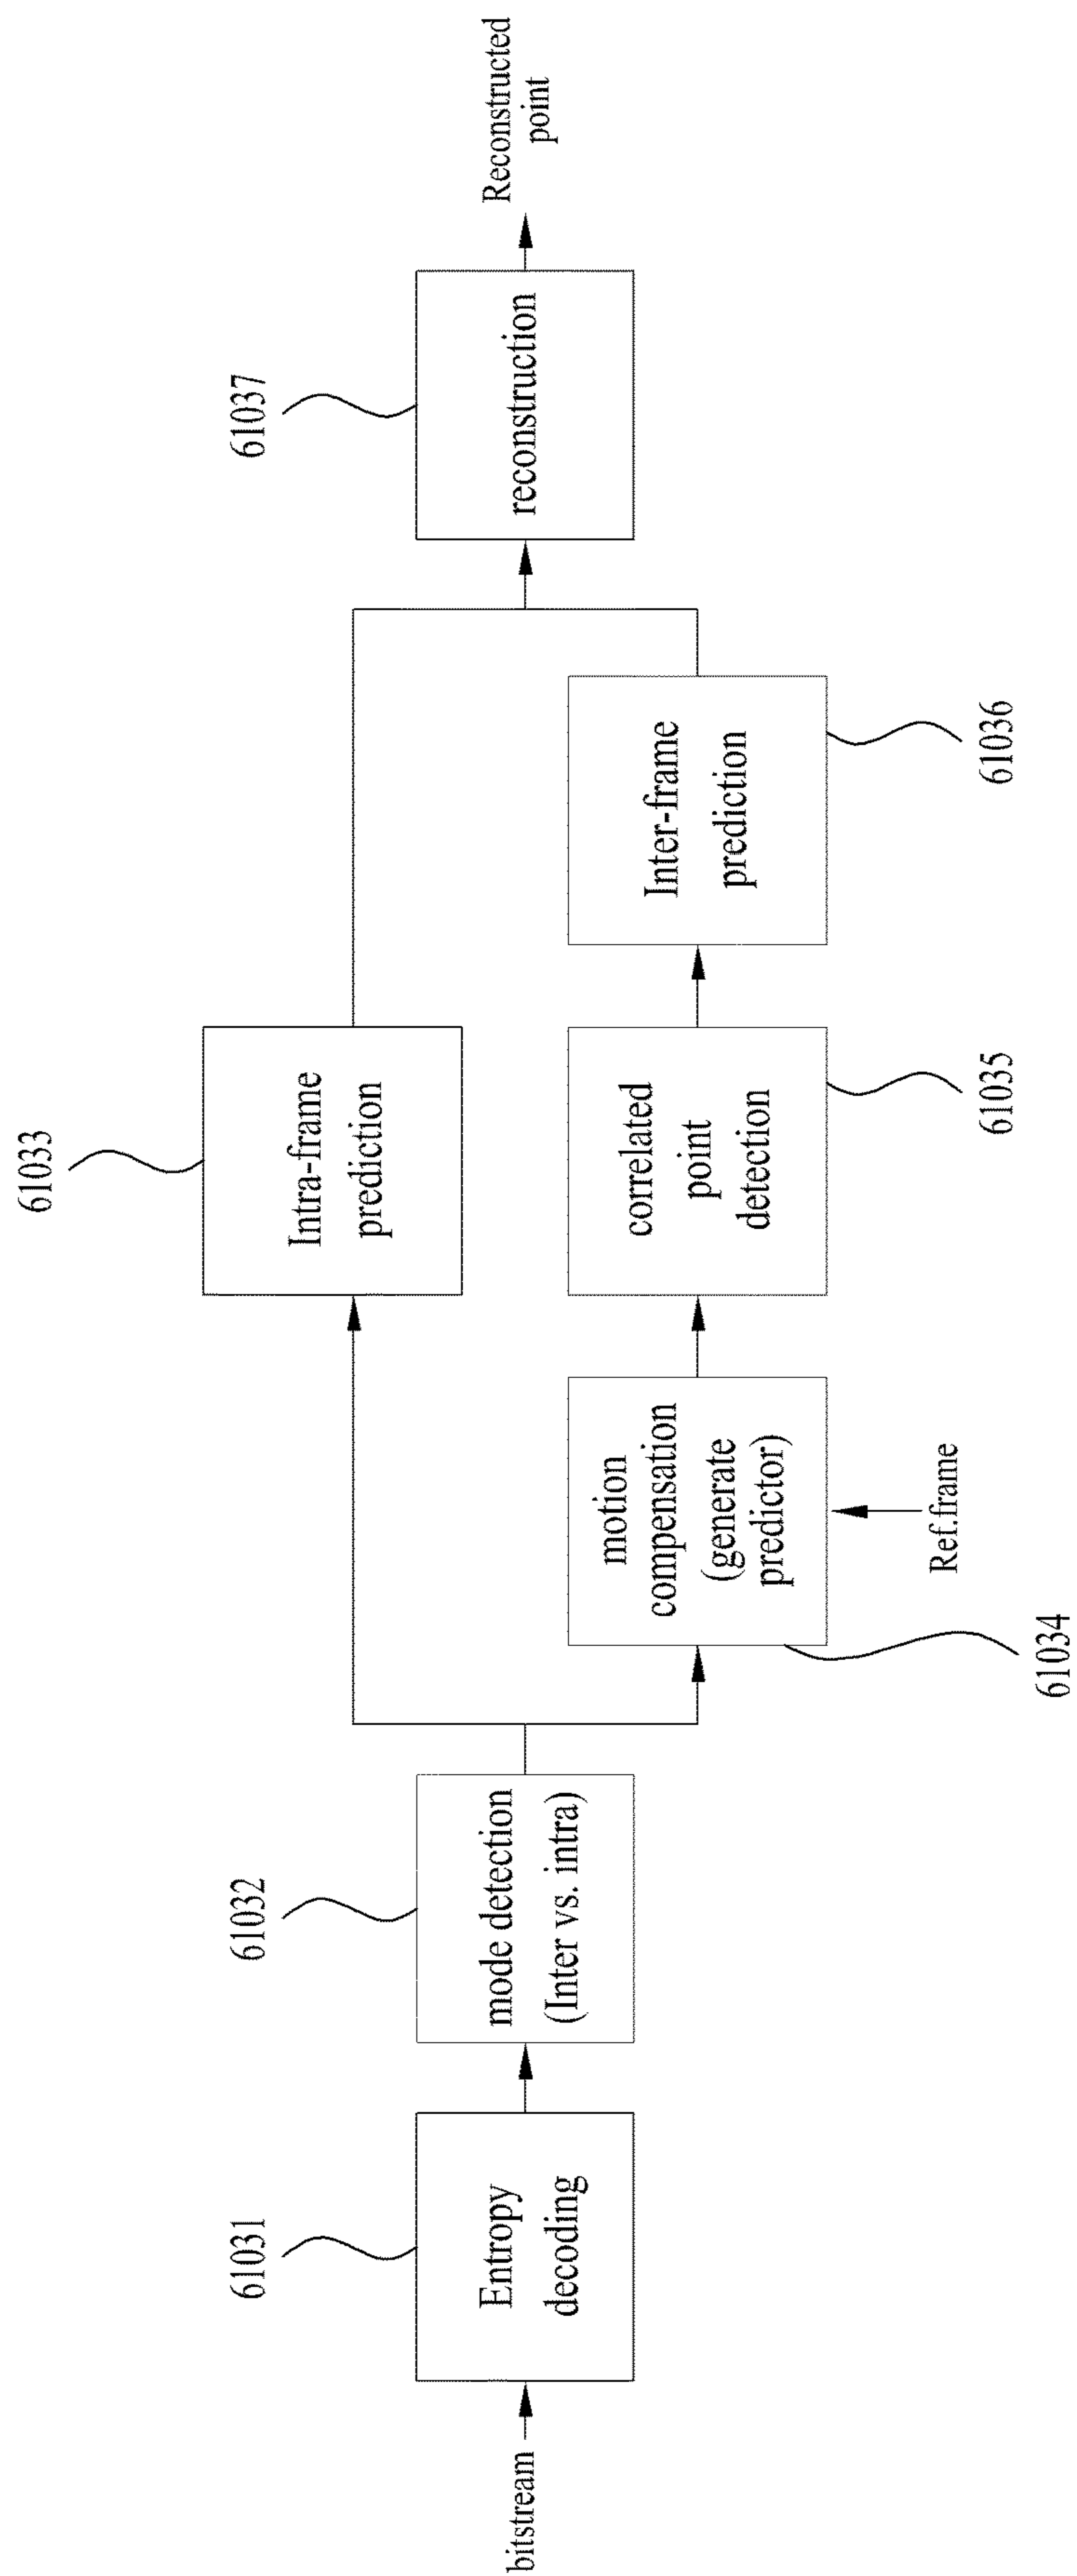 bitstream
61031
Entropy
decoding
61032
mode detection
(Inter vs. intra)
61033
Intra-frame
prediction
motion
compensation
(generate
predictor)
61034
Ref.frame
correlated
point
detection
61035
Inter-frame
prediction
61036
61037
reconstruction
Reconstructed
point